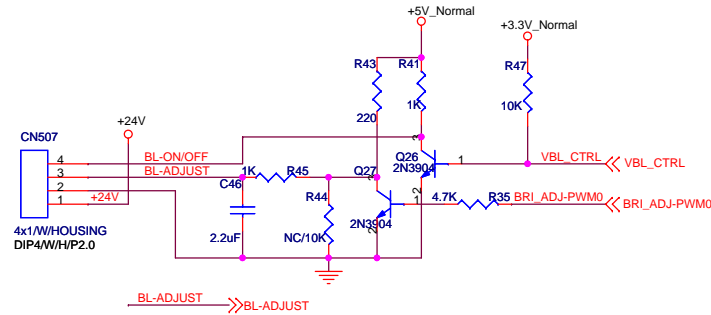 +5V_Normal
+3.3V_Normal
R43
R41
R47
+24V
1K
220
10K
CN507
4
BL-ON/OFF
3
Q26
2N3904
1
VBL_CTRL
VBL_CTRL
3
BL-ADJUST
1K
R45
Q27
3
2
C46
2
1
+24V
R44
1
4.7K
R35
BRI_ADJ-PWM0
BRI_ADJ-PWM0
4x1/W/HOUSING
DIP4/W/H/P2.0
2.2uF
NC/10K
2N3904
2
BL-ADJUST
BL-ADJUST